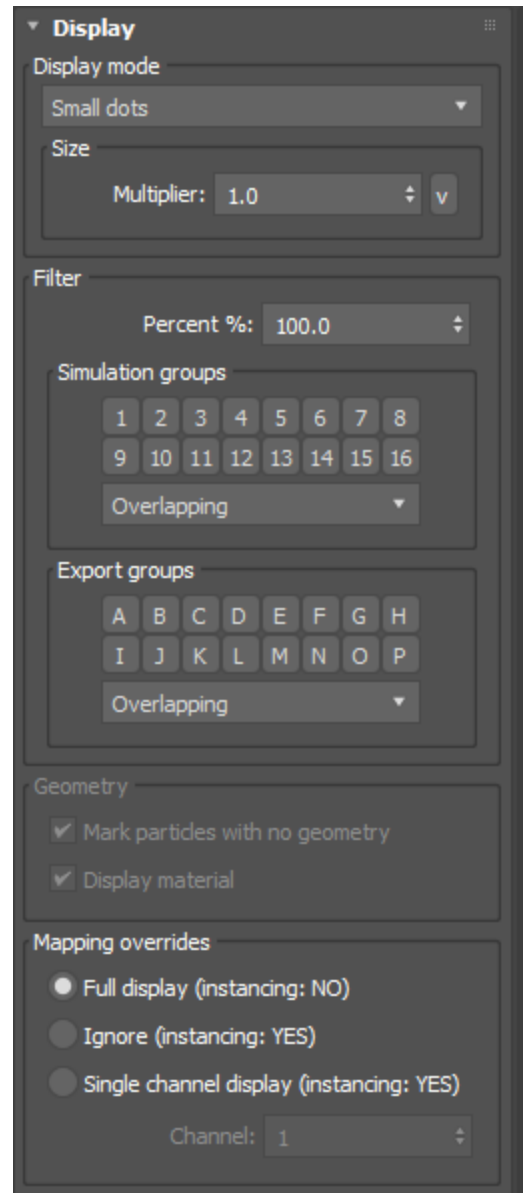 Display
Display mode
Small dots
Size
Multiplier: 1.0 v
Filter
Percent %: 100.0
Simulation groups
1 2 3 4 5 6 7 8
9 10 11 12 13 14 15 16
Overlapping
Export groups
A B C D E F G H
I J K L M N O P
Overlapping
Geometry
Mark particles with no geometry
Display material
Mapping overrides
Full display (instancing: NO)
Ignore (instancing: YES)
Single channel display (instancing: YES)
Channel: 1